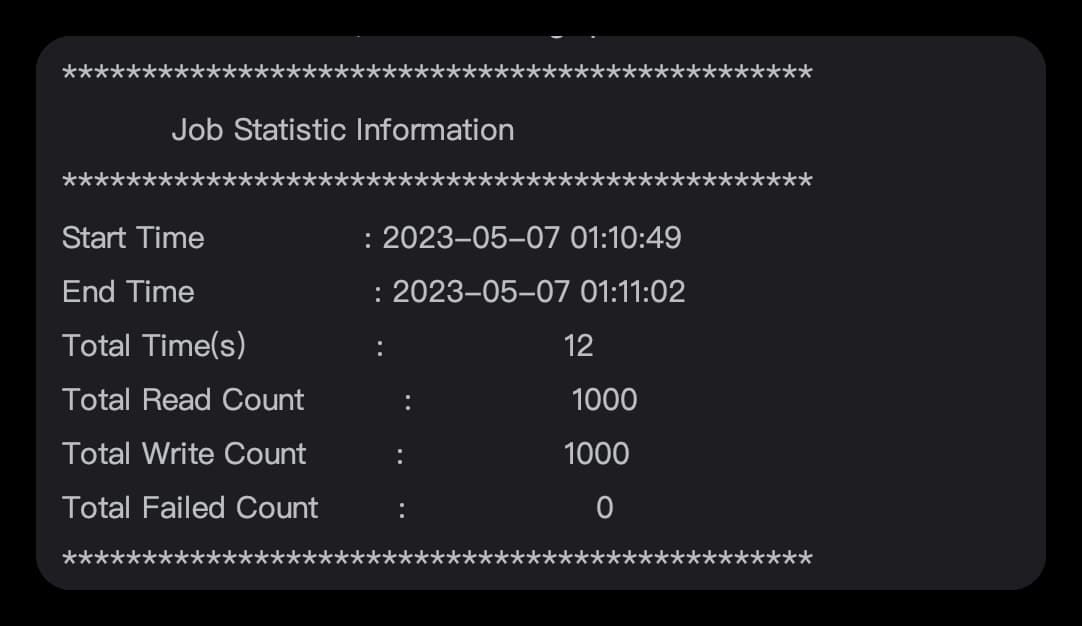 ***********************************************
Job Statistic Information
***********************************************
Start Time : 2023-05-07 01:10:49
End Time : 2023-05-07 01:11:02
Total Time(s) : 12
Total Read Count : 1000
Total Write Count : 1000
Total Failed Count : 0
***********************************************